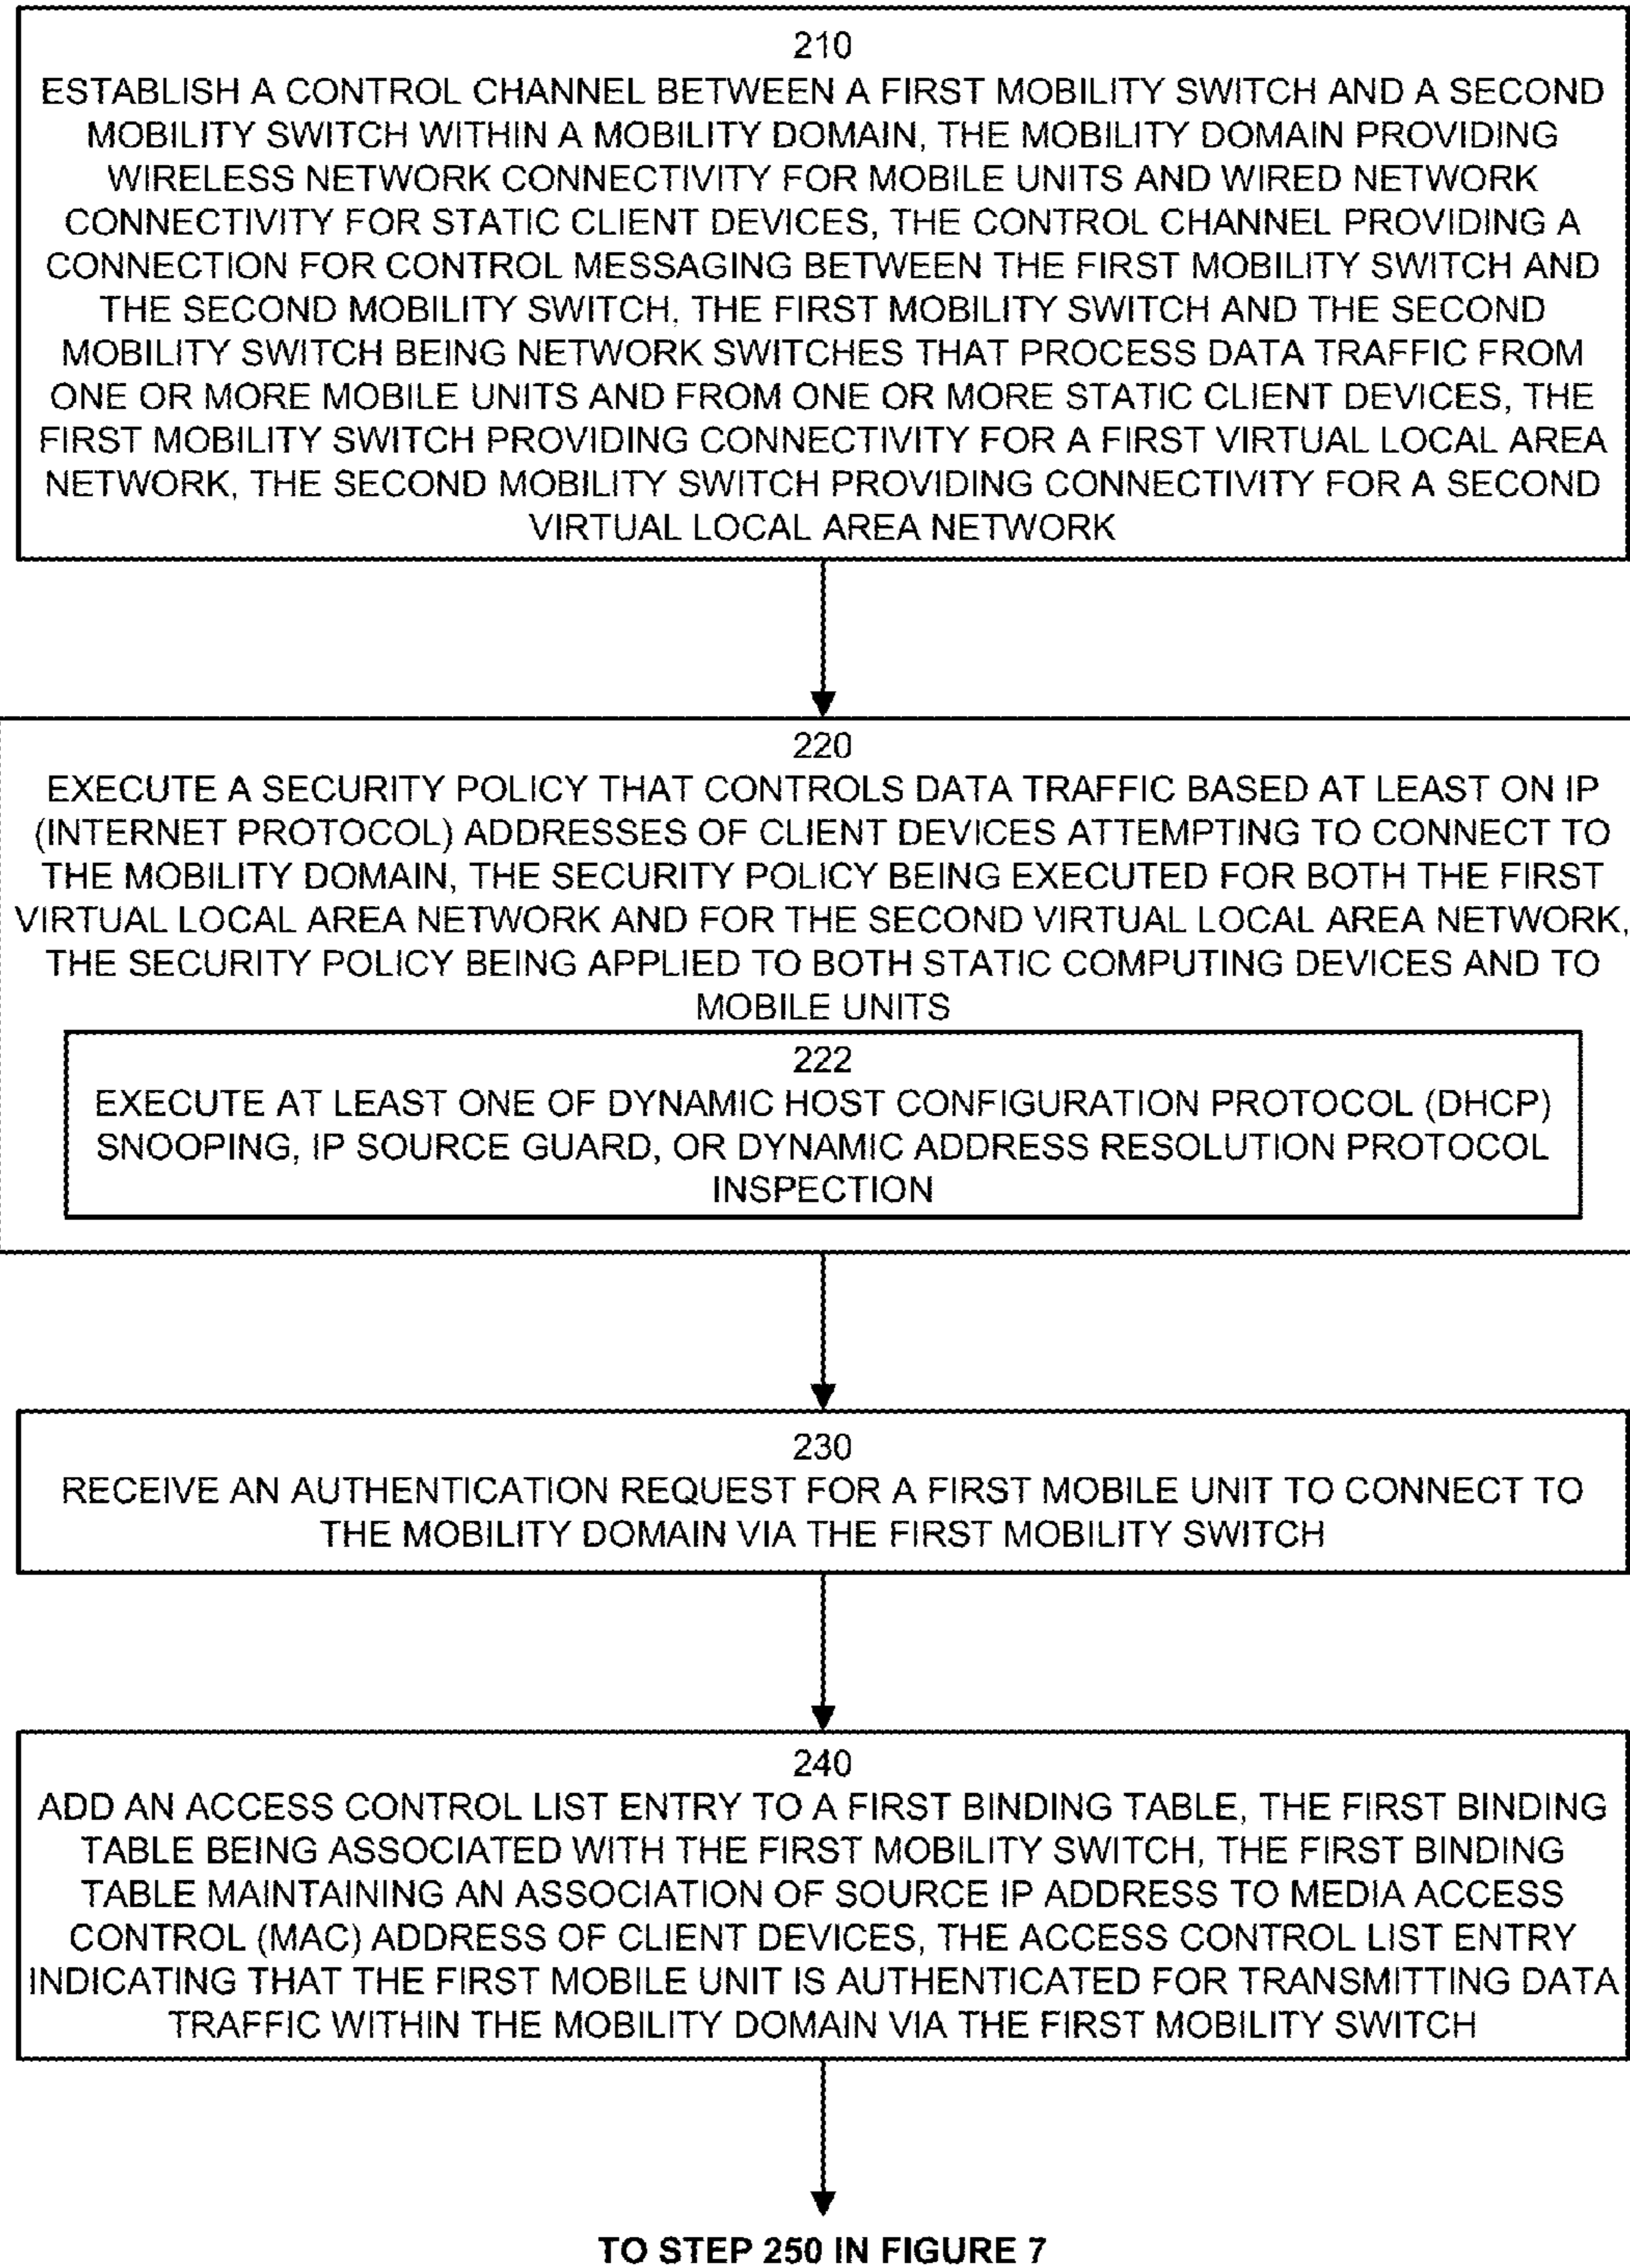 210
ESTABLISH A CONTROL CHANNEL BETWEEN A FIRST MOBILITY SWITCH AND A SECOND
MOBILITY SWITCH WITHIN A MOBILITY DOMAIN, THE MOBILITY DOMAIN PROVIDING
WIRELESS NETWORK CONNECTIVITY FOR MOBILE UNITS AND WIRED NETWORK
CONNECTIVITY FOR STATIC CLIENT DEVICES, THE CONTROL CHANNEL PROVIDING A
CONNECTION FOR CONTROL MESSAGING BETWEEN THE FIRST MOBILITY SWITCH AND
THE SECOND MOBILITY SWITCH, THE FIRST MOBILITY SWITCH AND THE SECOND
MOBILITY SWITCH BEING NETWORK SWITCHES THAT PROCESS DATA TRAFFIC FROM
ONE OR MORE MOBILE UNITS AND FROM ONE OR MORE STATIC CLIENT DEVICES, THE
FIRST MOBILITY SWITCH PROVIDING CONNECTIVITY FOR A FIRST VIRTUAL LOCAL AREA
NETWORK, THE SECOND MOBILITY SWITCH PROVIDING CONNECTIVITY FOR A SECOND
VIRTUAL LOCAL AREA NETWORK
220
EXECUTE A SECURITY POLICY THAT CONTROLS DATA TRAFFIC BASED AT LEAST ON IP
(INTERNET PROTOCOL) ADDRESSES OF CLIENT DEVICES ATTEMPTING TO CONNECT TO
THE MOBILITY DOMAIN, THE SECURITY POLICY BEING EXECUTED FOR BOTH THE FIRST
VIRTUAL LOCAL AREA NETWORK AND FOR THE SECOND VIRTUAL LOCAL AREA NETWORK,
THE SECURITY POLICY BEING APPLIED TO BOTH STATIC COMPUTING DEVICES AND TO
MOBILE UNITS
222
EXECUTE AT LEAST ONE OF DYNAMIC HOST CONFIGURATION PROTOCOL (DHCP)
SNOOPING, IP SOURCE GUARD, OR DYNAMIC ADDRESS RESOLUTION PROTOCOL
INSPECTION
230
RECEIVE AN AUTHENTICATION REQUEST FOR A FIRST MOBILE UNIT TO CONNECT TO
THE MOBILITY DOMAIN VIA THE FIRST MOBILITY SWITCH
240
ADD AN ACCESS CONTROL LIST ENTRY TO A FIRST BINDING TABLE, THE FIRST BINDING
TABLE BEING ASSOCIATED WITH THE FIRST MOBILITY SWITCH, THE FIRST BINDING
TABLE MAINTAINING AN ASSOCIATION OF SOURCE IP ADDRESS TO MEDIA ACCESS
CONTROL (MAC) ADDRESS OF CLIENT DEVICES, THE ACCESS CONTROL LIST ENTRY
INDICATING THAT THE FIRST MOBILE UNIT IS AUTHENTICATED FOR TRANSMITTING DATA
TRAFFIC WITHIN THE MOBILITY DOMAIN VIA THE FIRST MOBILITY SWITCH
TO STEP 250 IN FIGURE 7